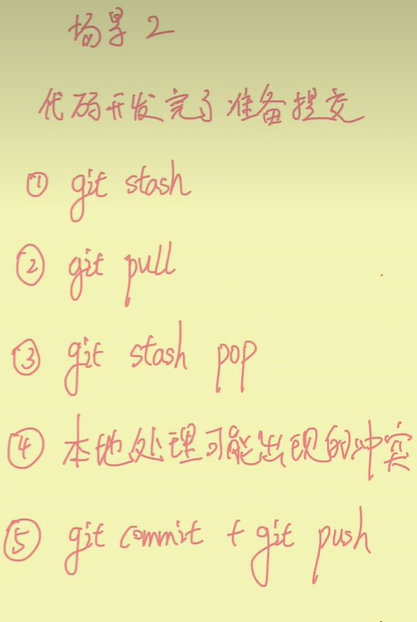 场景 2
代码开发完了准备提交
① git stash
② git pull
③ git stash pop
④ 本地处理可能出现的冲突
⑤ git commit + git push